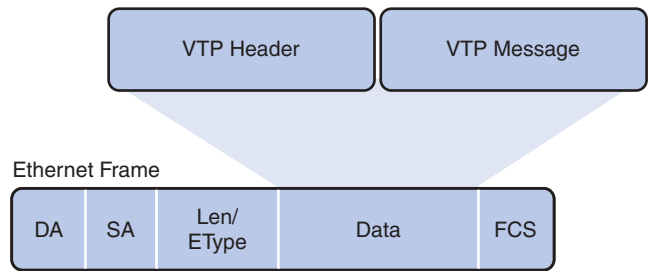 VTP Header
VTP Message
Ethernet Frame
DA
SA
Len/
EType
Data
FCS